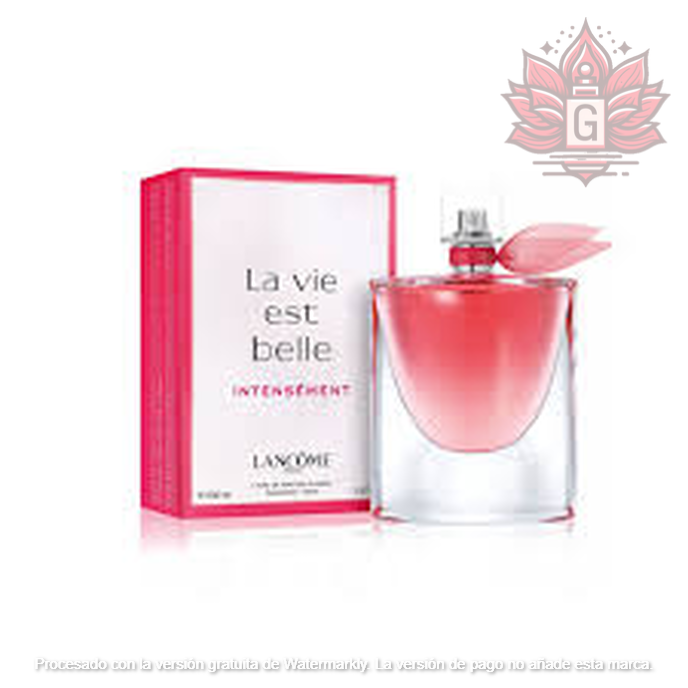 G
La vie
est
belle
INTENSÉMENT
LANCÔME
Procesado con la versión gratuita de Watermarkly. La versión de pago no añade esta marca.